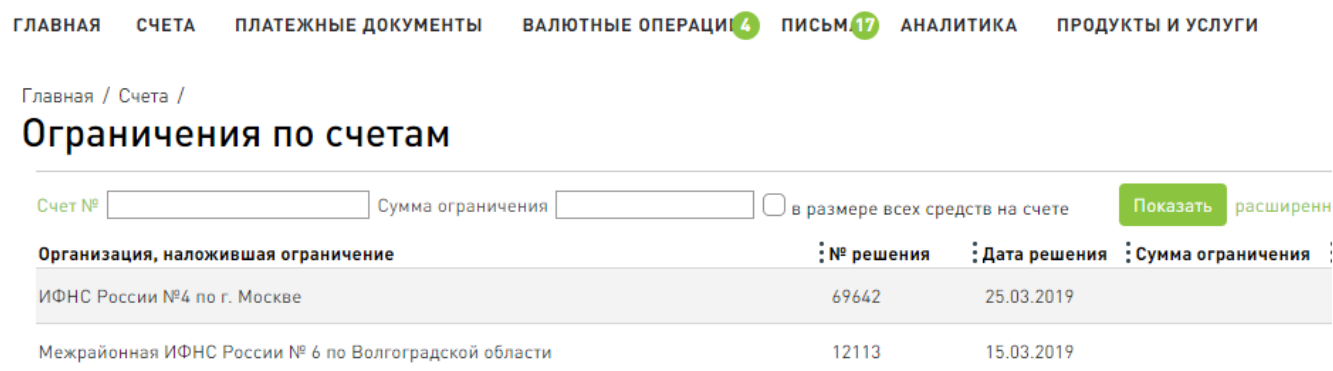 ГЛАВНАЯ СЧЕТА ПЛАТЕЖНЫЕ ДОКУМЕНТЫ ВАЛЮТНЫЕ ОПЕРАЦИИ 4 ПИСЬМА 17 АНАЛИТИКА ПРОДУКТЫ И УСЛУГИ
Главная / Счета /
Ограничения по счетам
Счет № Сумма ограничения в размере всех средств на счете Показать расширенн
Организация, наложившая ограничение № решения Дата решения Сумма ограничения
ИФНС России №4 по г. Москве 69642 25.03.2019
Межрайонная ИФНС России № 6 по Волгоградской области 12113 15.03.2019